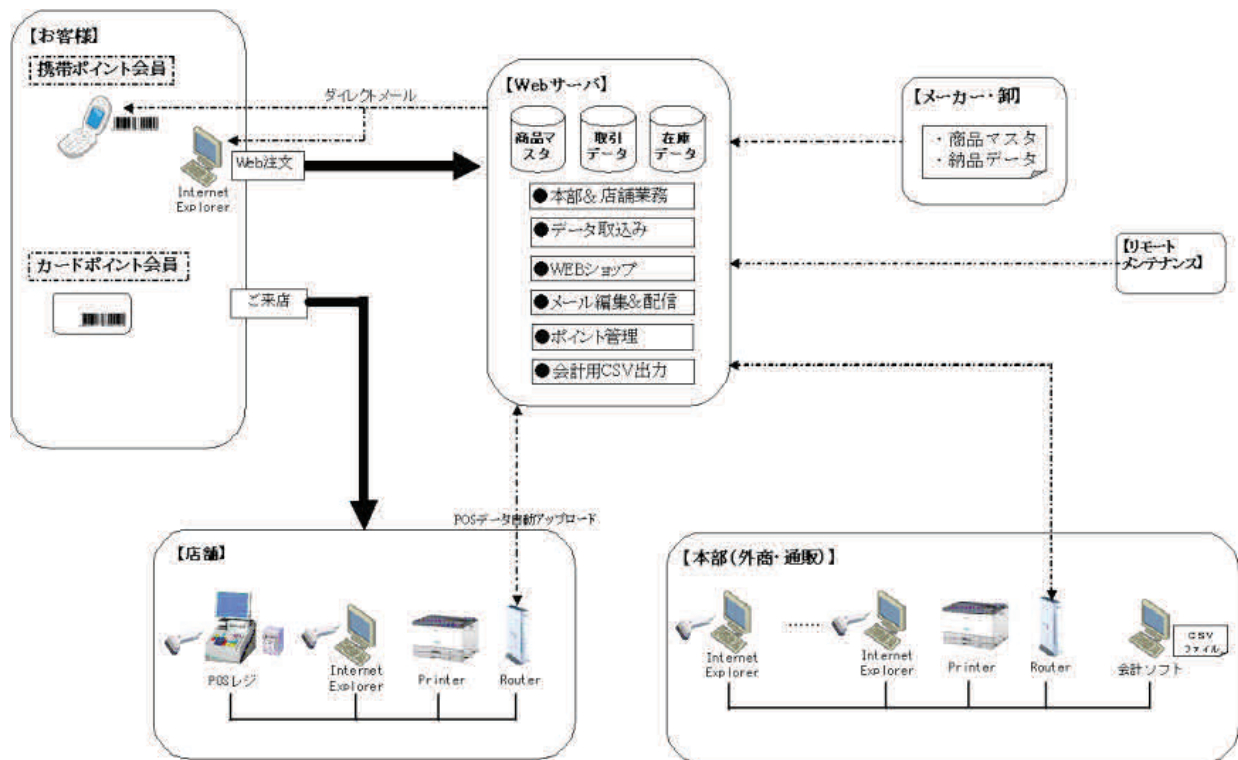 【お客様】
携帯ポイント会員
ダイレクトメール
Internet
Explorer
Web注文
カードポイント会員
ご来店
【Webサーバ】
商品マ
スタ
取引
データ
在庫
データ
●本部&店舗業務
●データ取込み
●WEBショップ
●メール編集&配信
●ポイント管理
●会計用CSV出力
【メーカー・卸】
・商品マスタ
・納品データ
【リモート
メンテナンス】
POSデータ自動アップロード
【店舗】
POSレジ
Internet
Explorer
Printer
Router
【本部(外商・通販)】
Internet
Explorer
……
Internet
Explorer
Printer
Router
会計ソフト
CSV
ファイル